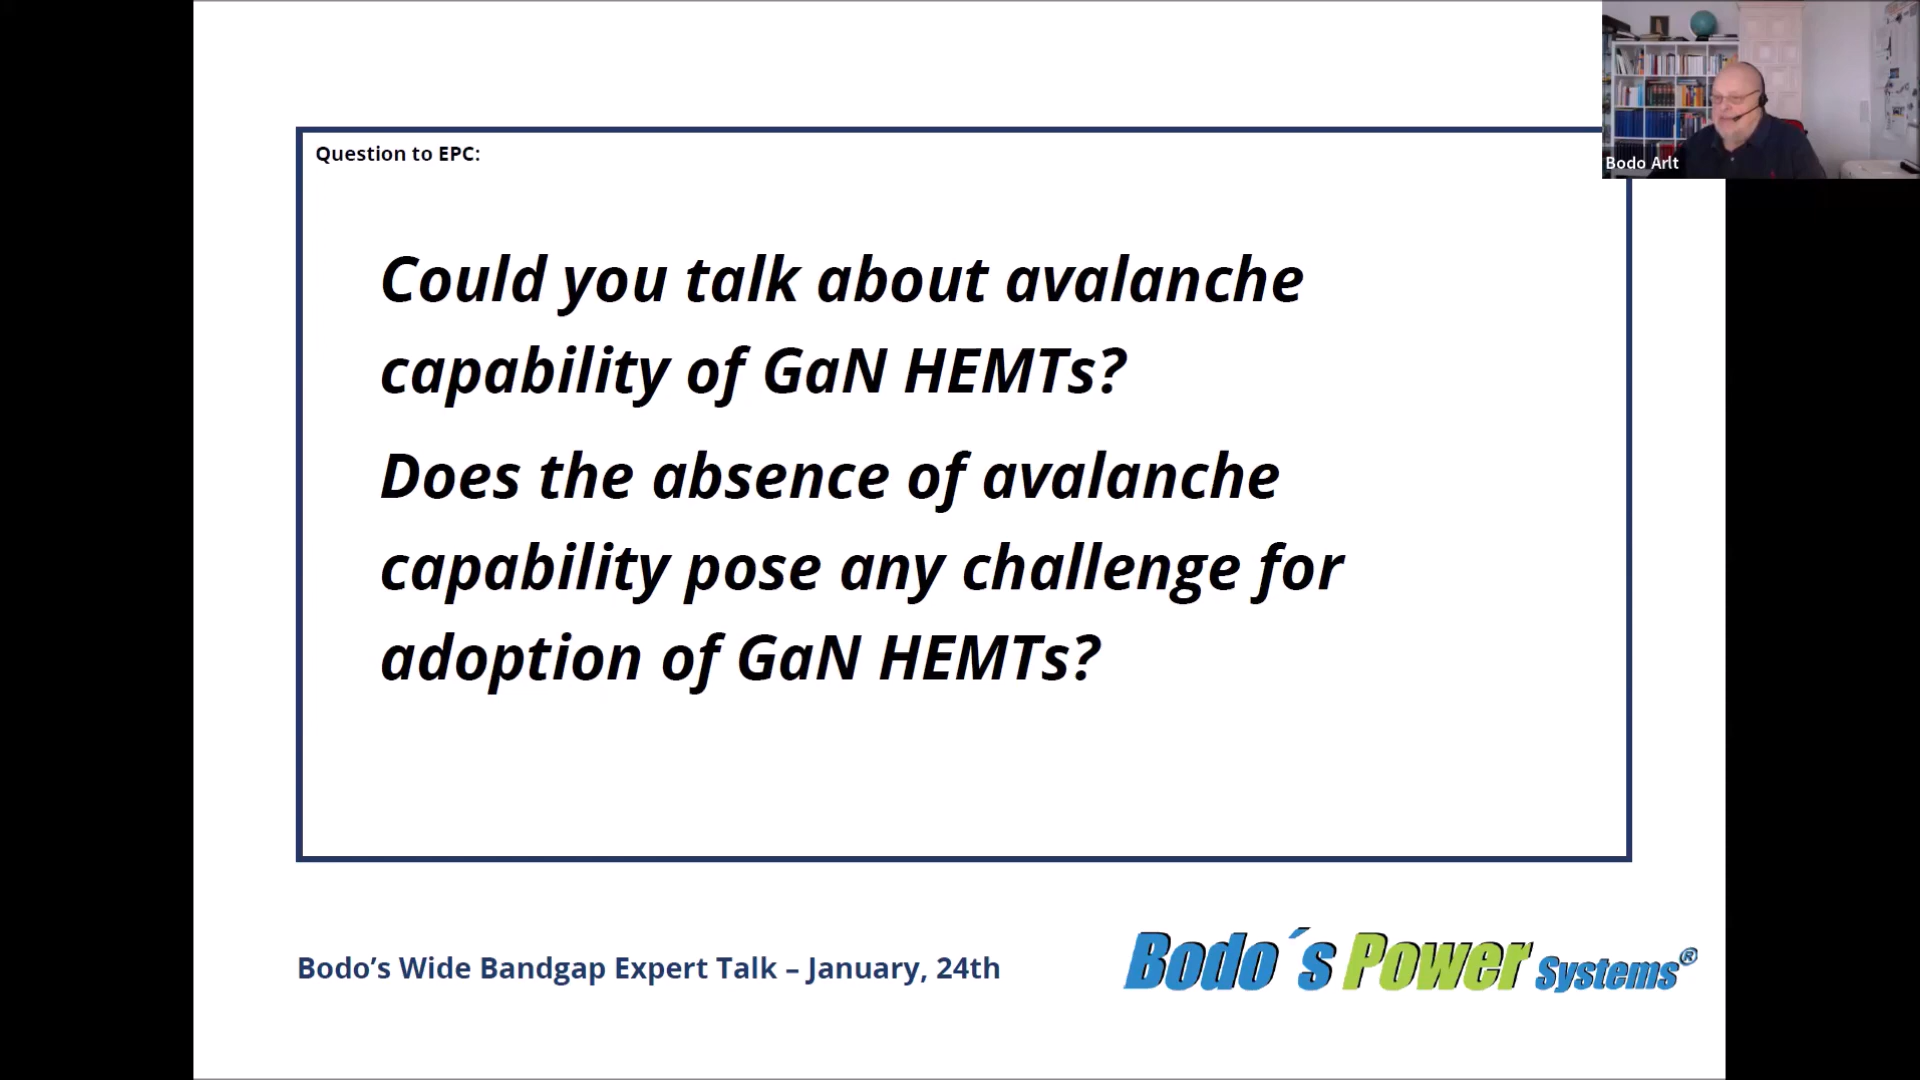 Bodo Arlt
Question to EPC:
Could you talk about avalanche
capability of GaN HEMTs?
Does the absence of avalanche
capability pose any challenge for
adoption of GaN HEMTs?
Bodo’s Wide Bandgap Expert Talk – January, 24th
Bodo´s Power Systems®